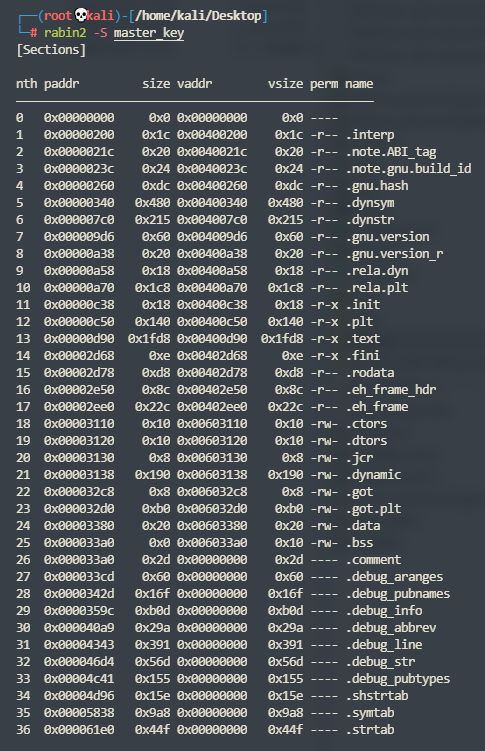 ┌──(root💀kali)-[/home/kali/Desktop]
└─# rabin2 -S master_key
[Sections]
nth paddr size vaddr vsize perm name
0 0x00000000 0x0 0x00000000 0x0 ----
1 0x00000200 0x1c 0x00400200 0x1c -r-- .interp
2 0x0000021c 0x20 0x0040021c 0x20 -r-- .note.ABI_tag
3 0x0000023c 0x24 0x0040023c 0x24 -r-- .note.gnu.build_id
4 0x00000260 0xdc 0x00400260 0xdc -r-- .gnu.hash
5 0x00000340 0x480 0x00400340 0x480 -r-- .dynsym
6 0x000007c0 0x215 0x004007c0 0x215 -r-- .dynstr
7 0x000009d6 0x60 0x004009d6 0x60 -r-- .gnu.version
8 0x00000a38 0x20 0x00400a38 0x20 -r-- .gnu.version_r
9 0x00000a58 0x18 0x00400a58 0x18 -r-- .rela.dyn
10 0x00000a70 0x1c8 0x00400a70 0x1c8 -r-- .rela.plt
11 0x00000c38 0x18 0x00400c38 0x18 -r-x .init
12 0x00000c50 0x140 0x00400c50 0x140 -r-x .plt
13 0x00000d90 0x1fd8 0x00400d90 0x1fd8 -r-x .text
14 0x00002d68 0xe 0x00402d68 0xe -r-x .fini
15 0x00002d78 0xd8 0x00402d78 0xd8 -r-- .rodata
16 0x00002e50 0x8c 0x00402e50 0x8c -r-- .eh_frame_hdr
17 0x00002ee0 0x22c 0x00402ee0 0x22c -r-- .eh_frame
18 0x00003110 0x10 0x00603110 0x10 -rw- .ctors
19 0x00003120 0x10 0x00603120 0x10 -rw- .dtors
20 0x00003130 0x8 0x00603130 0x8 -rw- .jcr
21 0x00003138 0x190 0x00603138 0x190 -rw- .dynamic
22 0x000032c8 0x8 0x006032c8 0x8 -rw- .got
23 0x000032d0 0xb0 0x006032d0 0xb0 -rw- .got.plt
24 0x00003380 0x20 0x00603380 0x20 -rw- .data
25 0x000033a0 0x0 0x006033a0 0x10 -rw- .bss
26 0x000033a0 0x2d 0x00000000 0x2d ---- .comment
27 0x000033cd 0x60 0x00000000 0x60 ---- .debug_aranges
28 0x0000342d 0x16f 0x00000000 0x16f ---- .debug_pubnames
29 0x0000359c 0xb0d 0x00000000 0xb0d ---- .debug_info
30 0x000040a9 0x29a 0x00000000 0x29a ---- .debug_abbrev
31 0x00004343 0x391 0x00000000 0x391 ---- .debug_line
32 0x000046d4 0x56d 0x00000000 0x56d ---- .debug_str
33 0x00004c41 0x155 0x00000000 0x155 ---- .debug_pubtypes
34 0x00004d96 0x15e 0x00000000 0x15e ---- .shstrtab
35 0x00005838 0x9a8 0x00000000 0x9a8 ---- .symtab
36 0x000061e0 0x44f 0x00000000 0x44f ---- .strtab